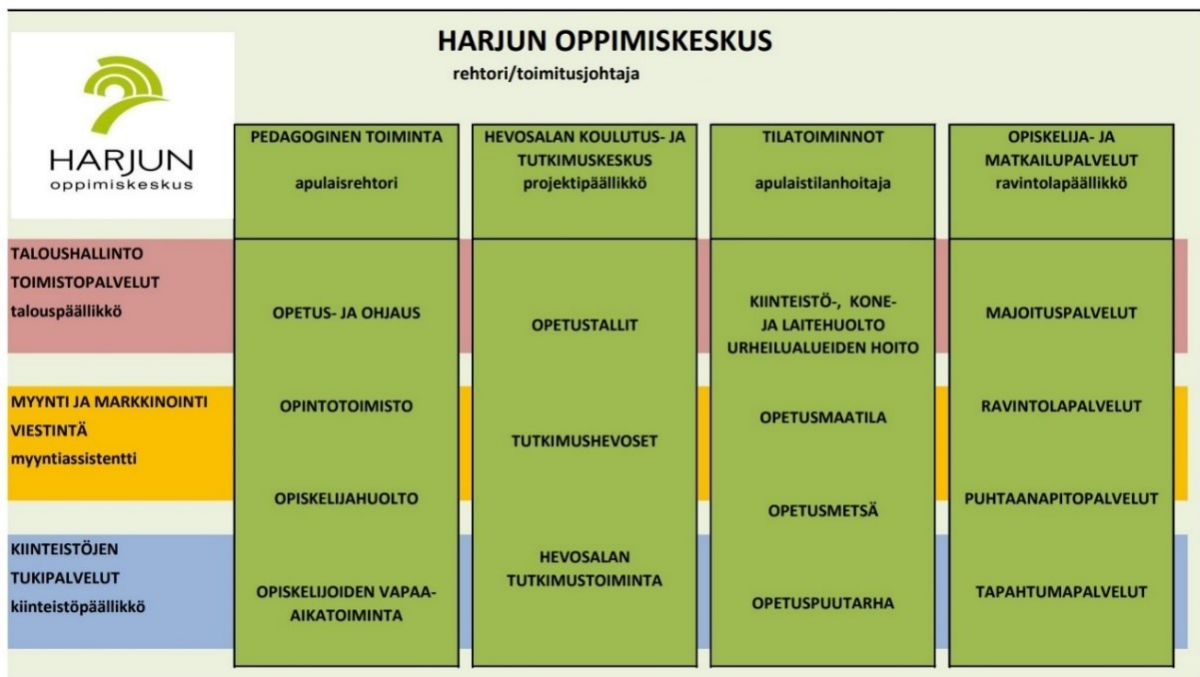 HARJUN OPPIMISKESKUS
rehtori/toimitusjohtaja
HARJUN
oppimiskeskus
PEDAGOGINEN TOIMINTA
apulaisrehtori
HEVOSALAN KOULUTUS- JA
TUTKIMUSKESKUS
projektipäällikkö
TILATOIMINNOT
apulaistilanhoitaja
OPISKELIJA- JA
MATKAILUPALVELUT
ravintolapäällikkö
TALOUSHALLINTO
TOIMISTOPALVELUT
talouspäällikkö
MYYNTI JA MARKKINOINTI
VIESTINTÄ
myyntiassistentti
KIINTEISTÖJEN
TUKIPALVELUT
kiinteistöpäällikkö
OPETUS- JA OHJAUS
OPINTOTOIMISTO
OPISKELIJAHUOLTO
OPISKELIJOIDEN VAPAA-
AIKATOIMINTA
OPETUSTALLIT
TUTKIMUSHEVOSET
HEVOSALAN
TUTKIMUSTOIMINTA
KIINTEISTÖ-, KONE-
JA LAITEHUOLTO
URHEILUALUEIDEN HOITO
OPETUSMAATILA
OPETUSMETSÄ
OPETUSPUUTARHA
MAJOITUSPALVELUT
RAVINTOLAPALVELUT
PUHTAANAPITOPALVELUT
TAPAHTUMAPALVELUT